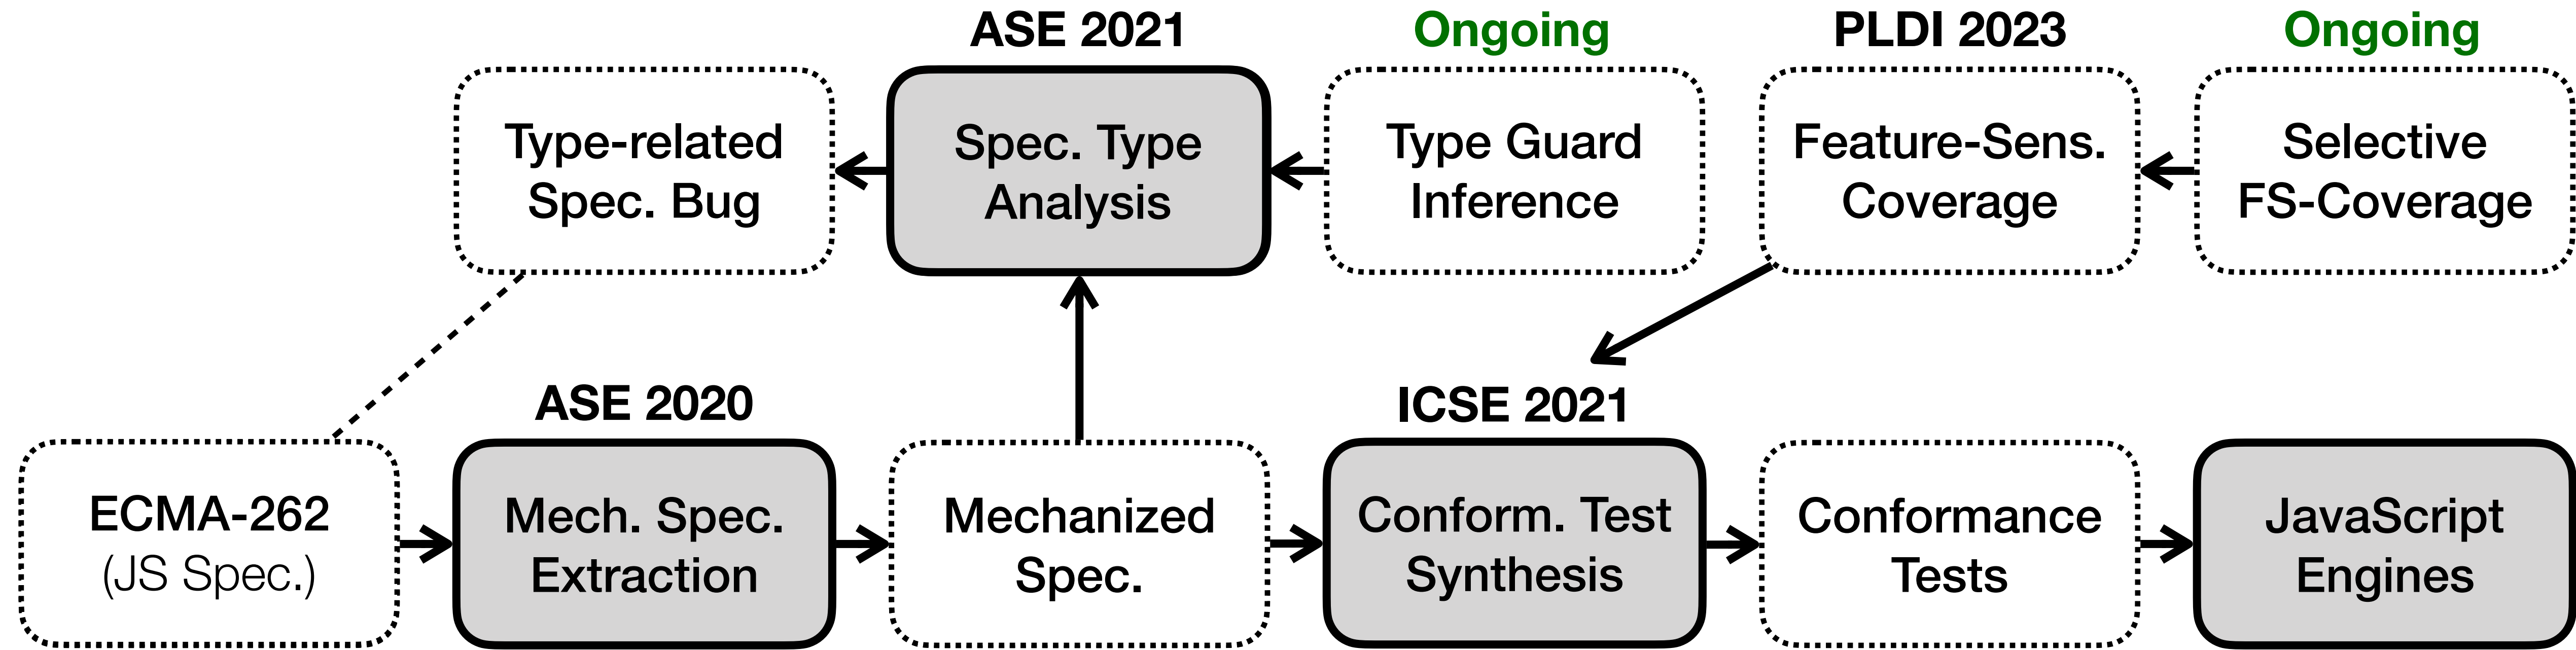 ASE 2021
Ongoing
PLDI 2023
Ongoing
Type-related
Spec. Bug
Spec. Type
Analysis
Type Guard
Inference
Feature-Sens.
Coverage
Selective
FS-Coverage
ASE 2020
ICSE 2021
ECMA-262
(JS Spec.)
Mech. Spec.
Extraction
Mechanized
Spec.
Conform. Test
Synthesis
Conformance
Tests
JavaScript
Engines